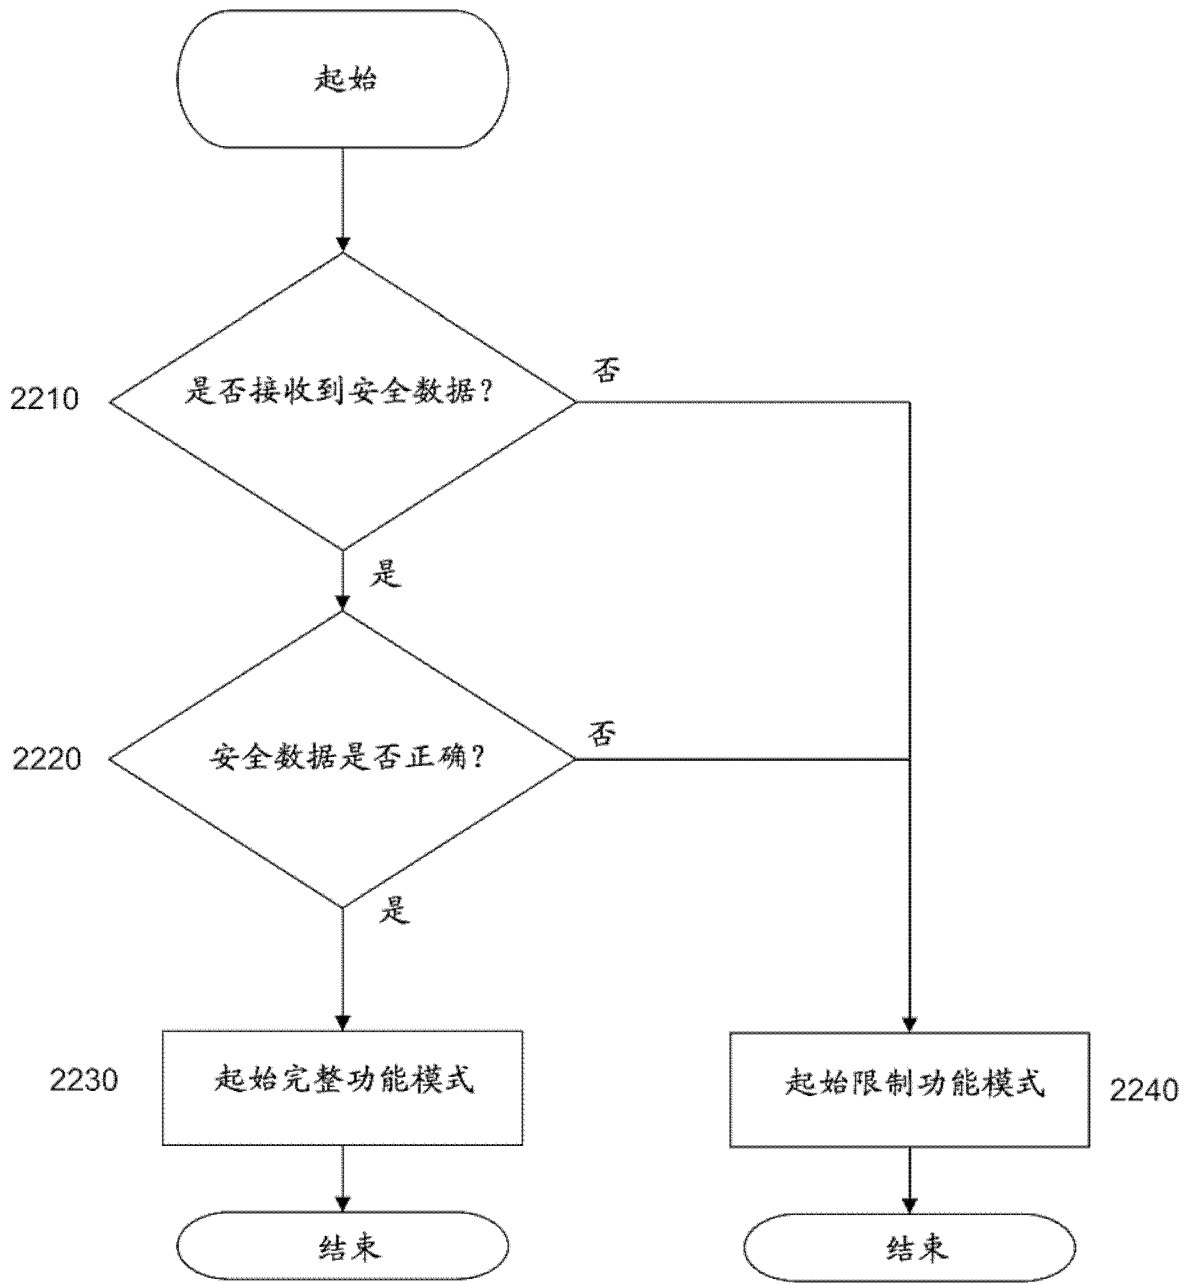 起始
否
2210
是否接收到安全数据？
是
否
2220
安全数据是否正确？
是
2230
起始完整功能模式
起始限制功能模式
2240
结束
结束